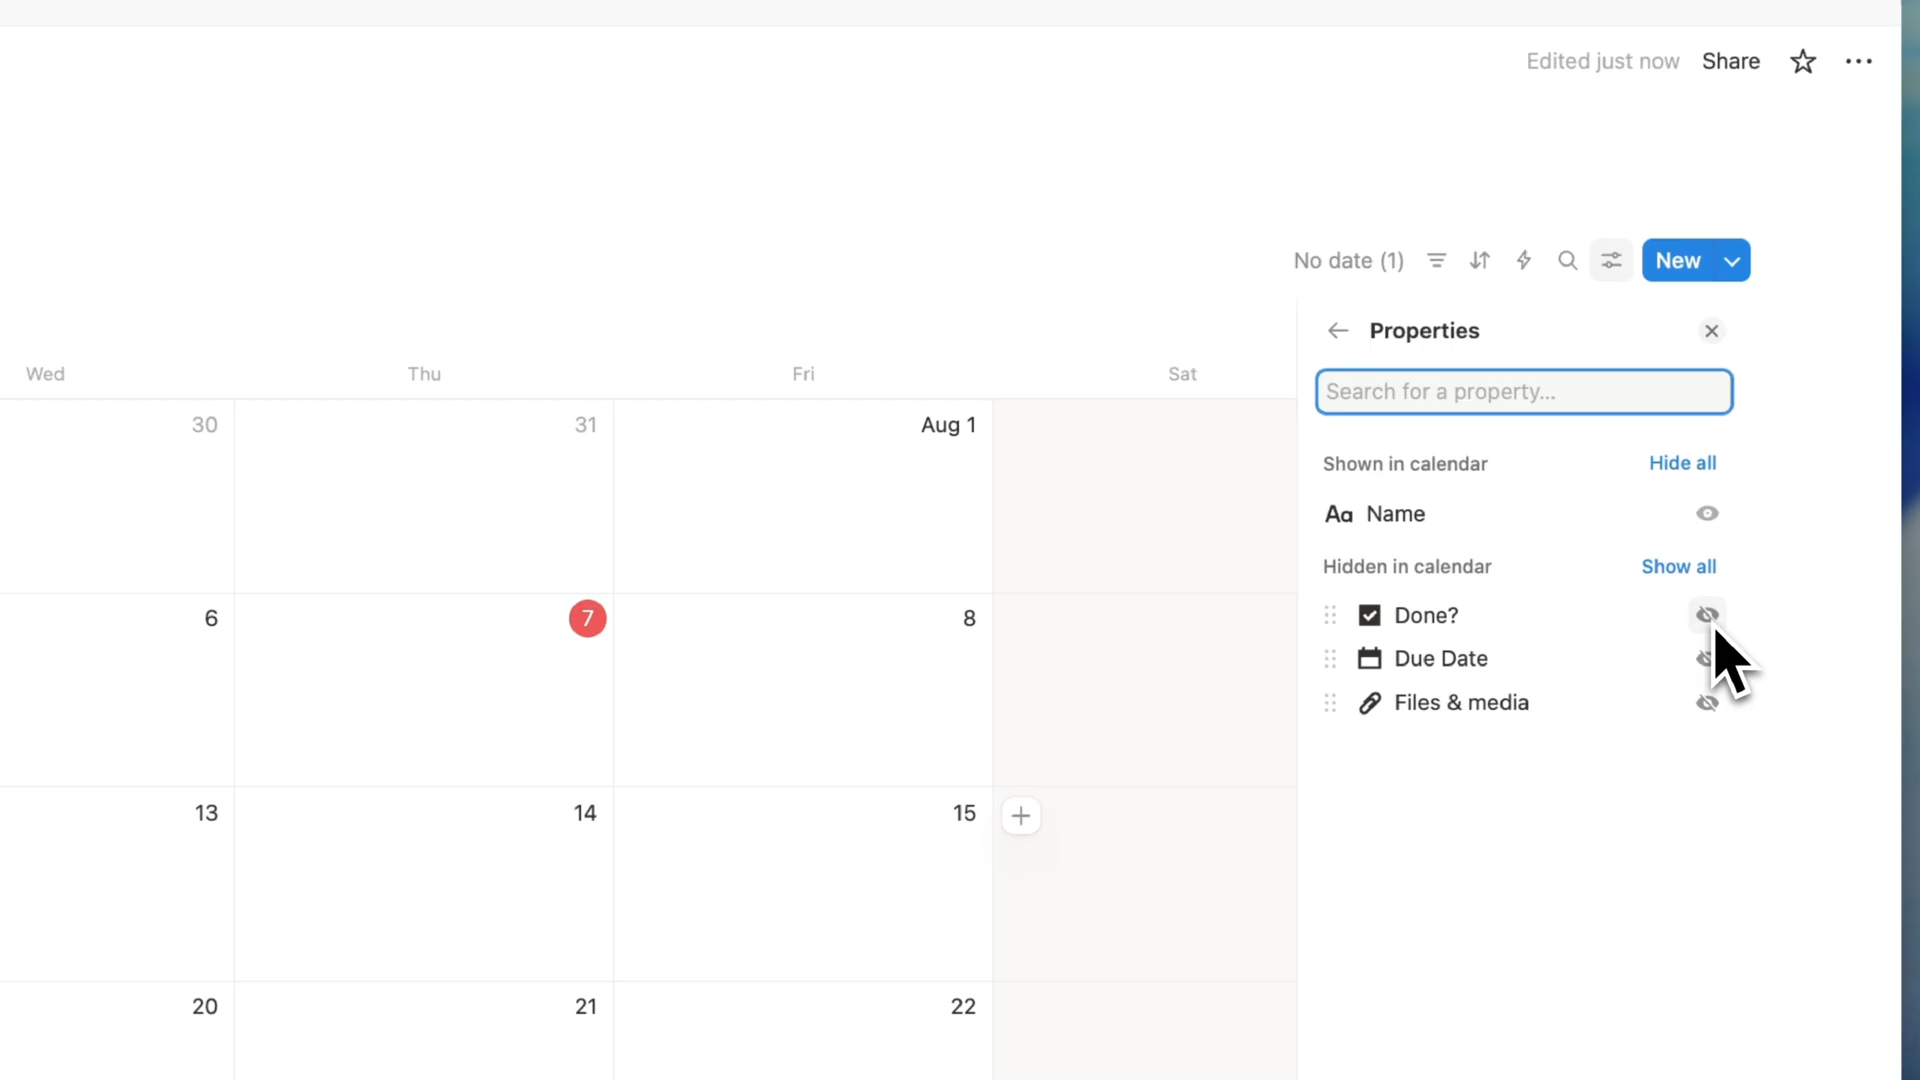 Edited just now Share
No date (1) New
Properties
Search for a property...
Wed Thu Fri Sat
30 31 Aug 1
Shown in calendar Hide all
Aa Name
Hidden in calendar Show all
Done?
Due Date
Files & media
6 7 8
13 14 15
20 21 22